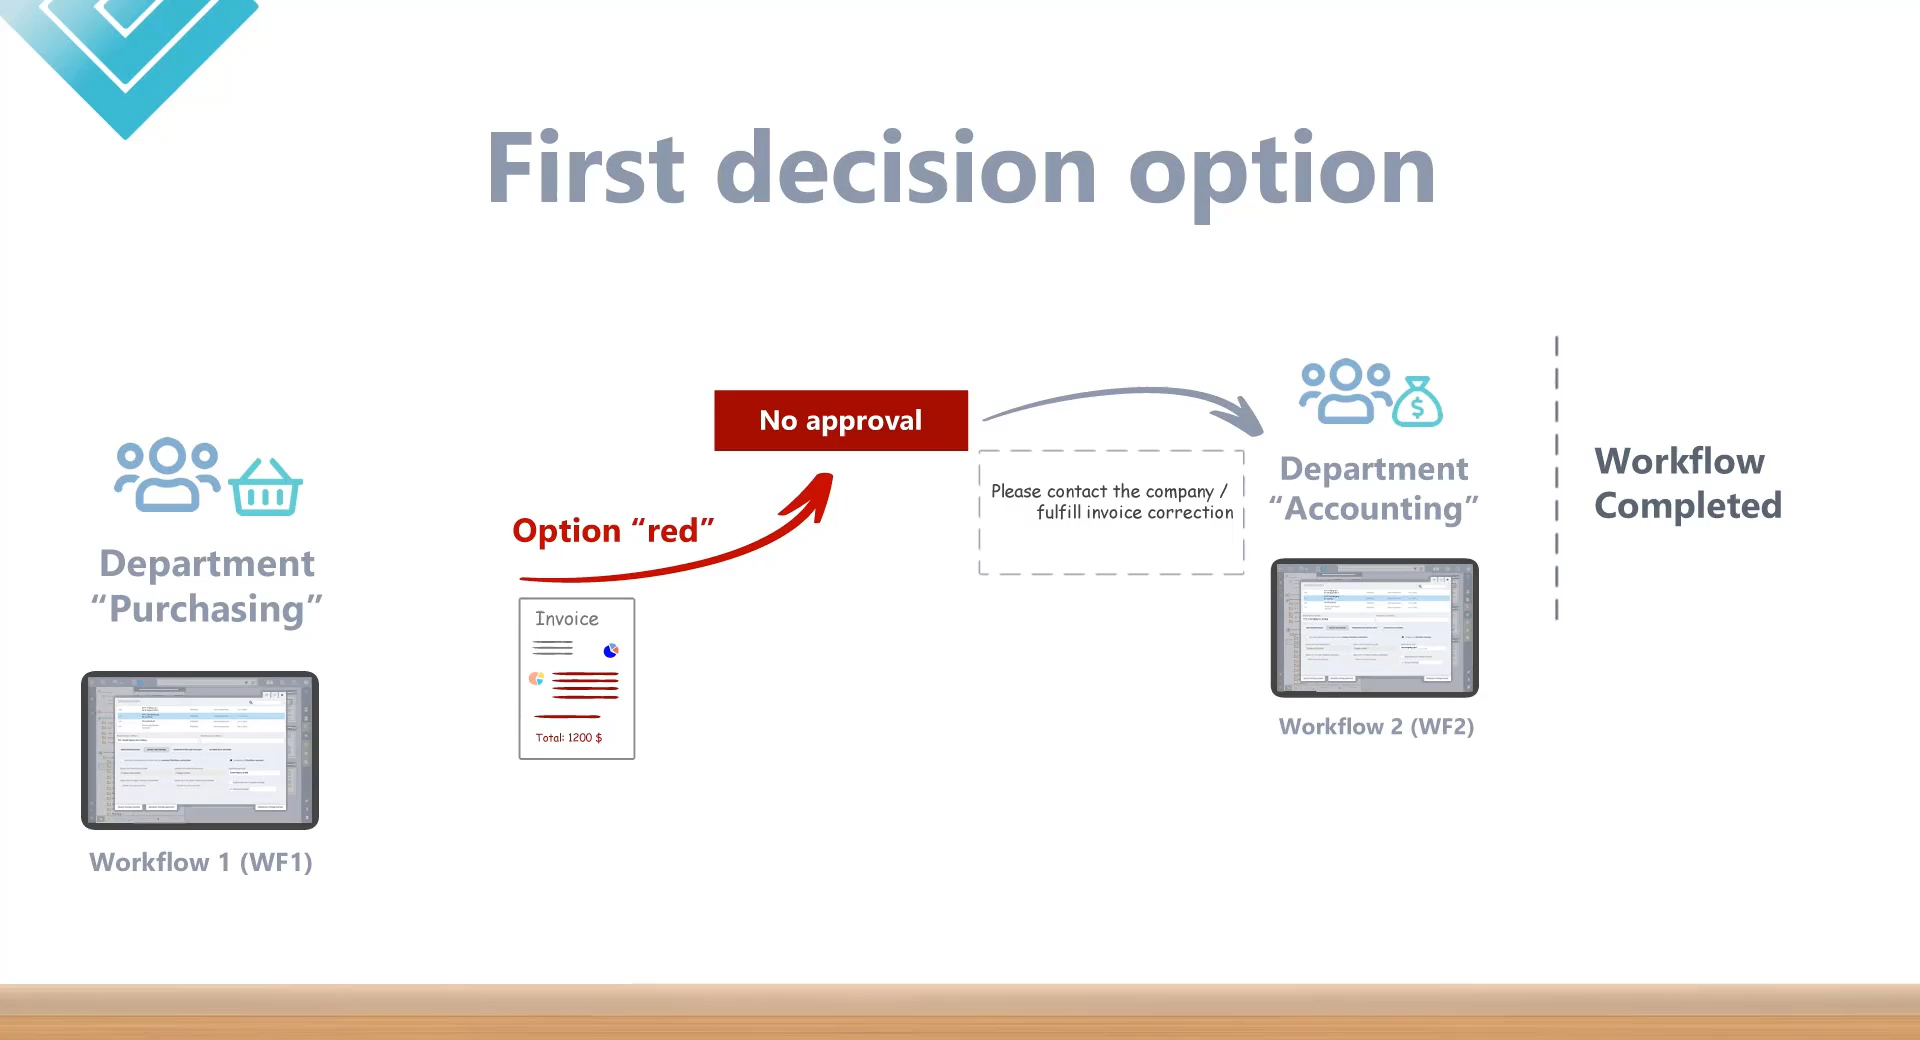 First decision option
Department
“Purchasing”
Workflow 1 (WF1)
Option “red”
Invoice
Total: 1200 $
No approval
Please contact the company /
fulfill invoice correction
Department
“Accounting”
Workflow 2 (WF2)
Workflow
Completed